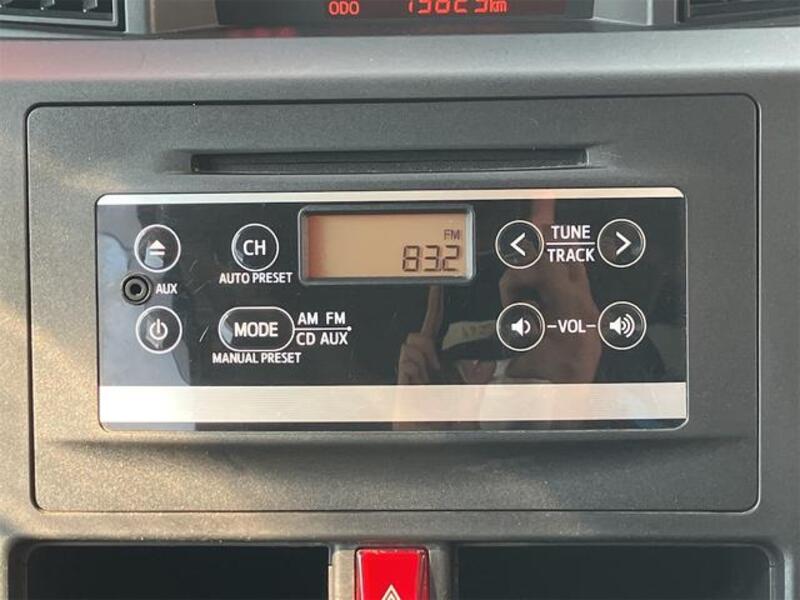 ODO 
CH
AUTO PRESET
FM
83.2
TUNE
TRACK
AUX
MODE
AM FM
CD AUX
MANUAL PRESET
-VOL-